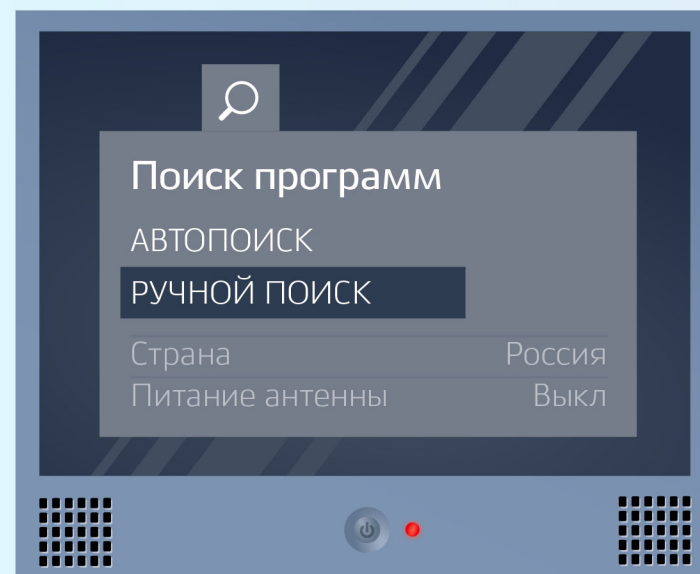 Поиск программ
АВТОПОИСК
РУЧНОЙ ПОИСК
Страна Россия
Питание антенны Выкл